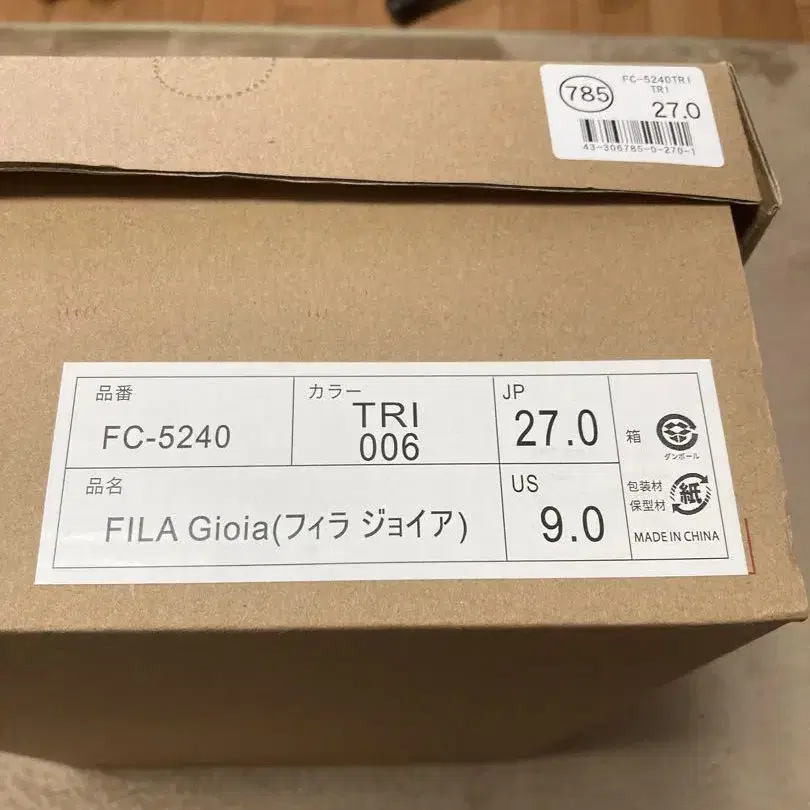 785
FC-5240TRI
TRI
27.0
43-306785-0-270-1
品番
FC-5240
カラー
TRI
006
JP
27.0
箱
ダンボール
品名
FILA Gioia(フィラ ジョイア)
US
9.0
包装材
保型材
紙
MADE IN CHINA